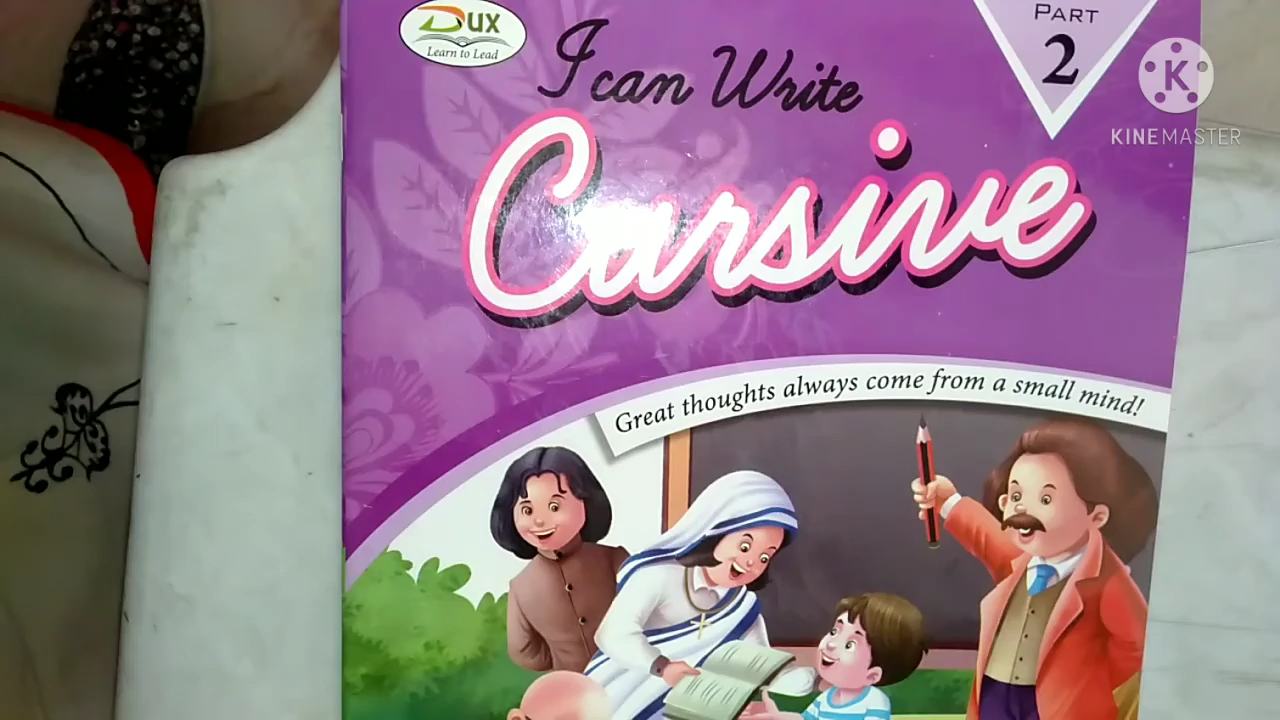 Dux
Learn to Lead
I can Write
Cursive
PART
2
K
KINEMASTER
Great thoughts always come from a small mind!